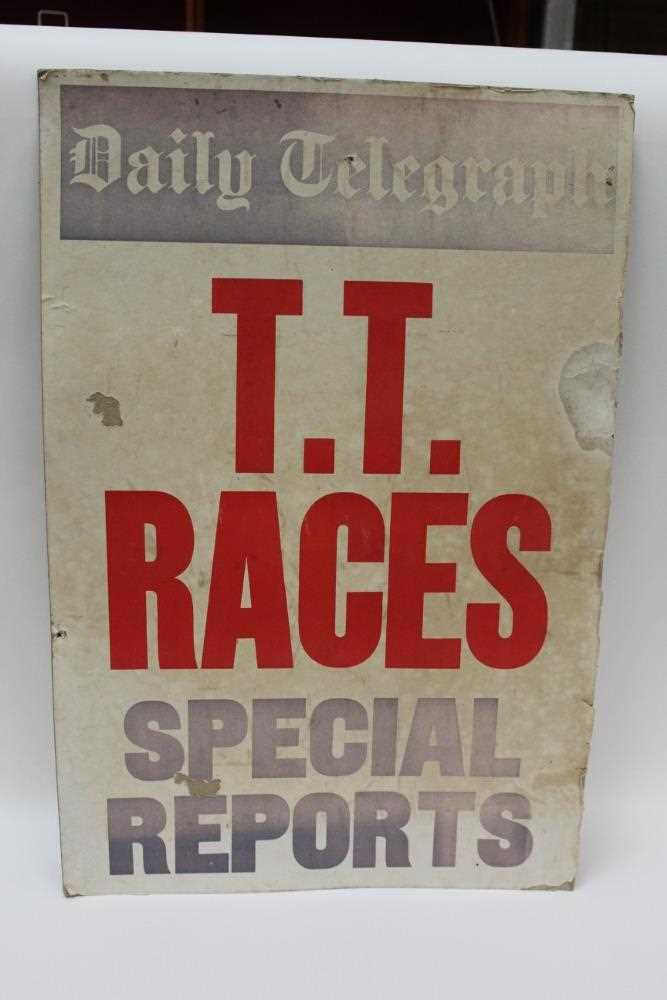 Daily Telegraph
T.T.
RACES
SPECIAL
REPORTS